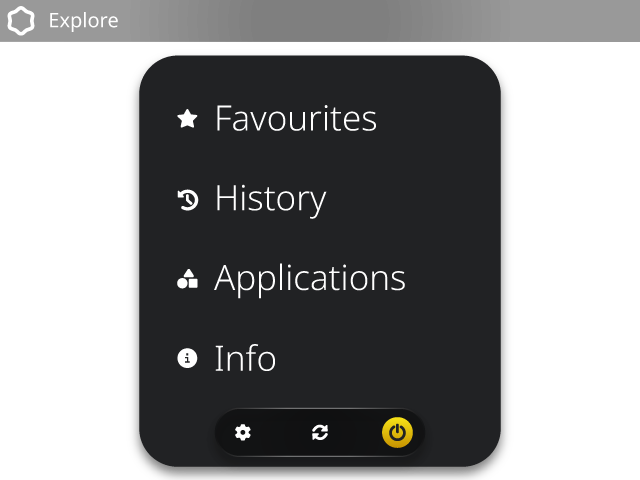 Explore
Favourites
History
Applications
Info